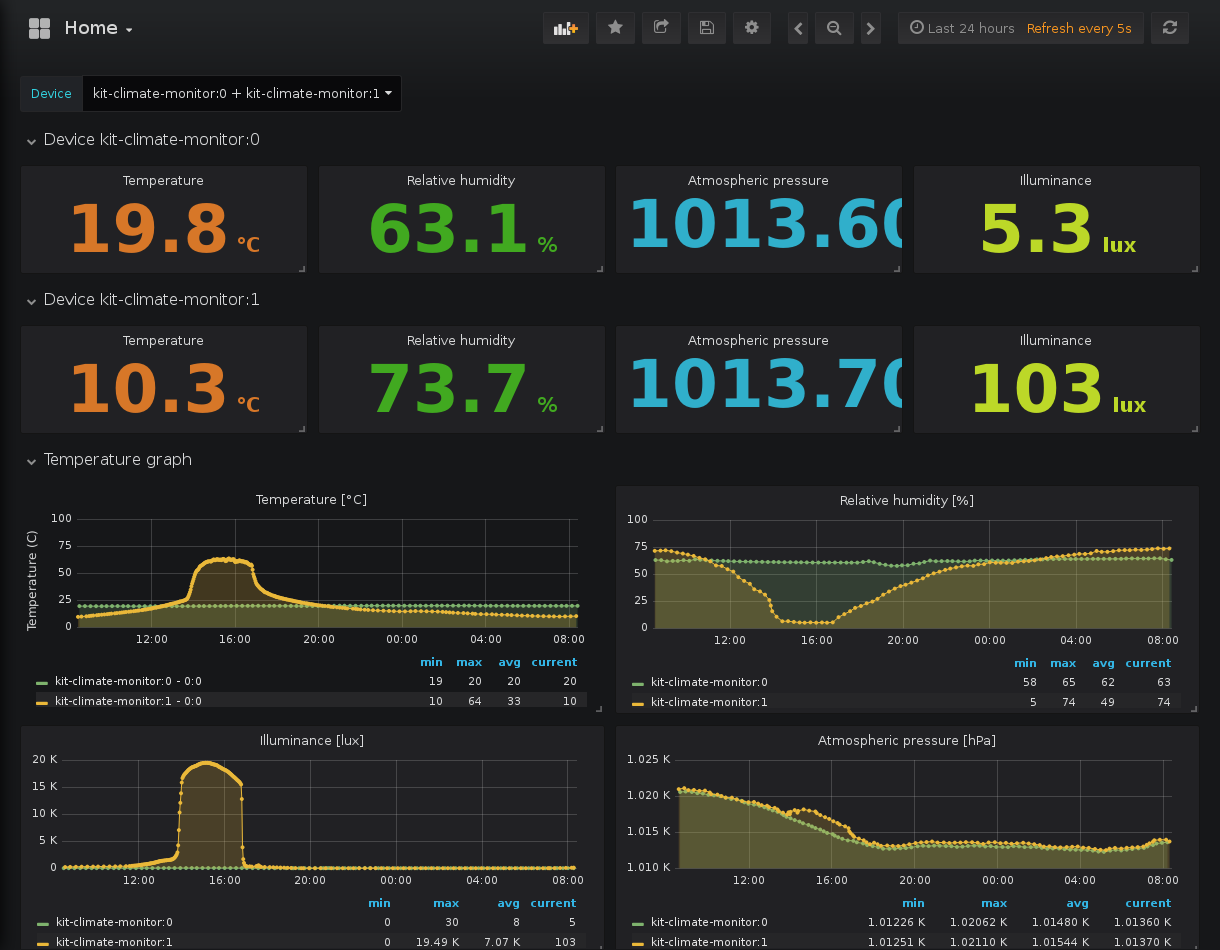 Home
Last 24 hours Refresh every 5s
Device kit-climate-monitor:0 + kit-climate-monitor:1
Device kit-climate-monitor:0
Temperature Relative humidity Atmospheric pressure Illuminance
19.8 °C 63.1 % 1013.60 5.3 lux
Device kit-climate-monitor:1
Temperature Relative humidity Atmospheric pressure Illuminance
10.3 °C 73.7 % 1013.70 103 lux
Temperature graph
Temperature [°C]
Temperature (C)
100
75
50
25
0
12:00 16:00 20:00 00:00 04:00 08:00
min max avg current
kit-climate-monitor:0 - 0:0 19 20 20 20
kit-climate-monitor:1 - 0:0 10 64 33 10
Relative humidity [%]
100
75
50
25
0
12:00 16:00 20:00 00:00 04:00 08:00
min max avg current
kit-climate-monitor:0 58 65 62 63
kit-climate-monitor:1 5 74 49 74
Illuminance [lux]
20 K
15 K
10 K
5 K
0
12:00 16:00 20:00 00:00 04:00 08:00
min max avg current
kit-climate-monitor:0 0 30 8 5
kit-climate-monitor:1 0 19.49 K 7.07 K 103
Atmospheric pressure [hPa]
1.025 K
1.020 K
1.015 K
1.010 K
12:00 16:00 20:00 00:00 04:00 08:00
min max avg current
kit-climate-monitor:0 1.01226 K 1.02062 K 1.01480 K 1.01360 K
kit-climate-monitor:1 1.01251 K 1.02110 K 1.01544 K 1.01370 K